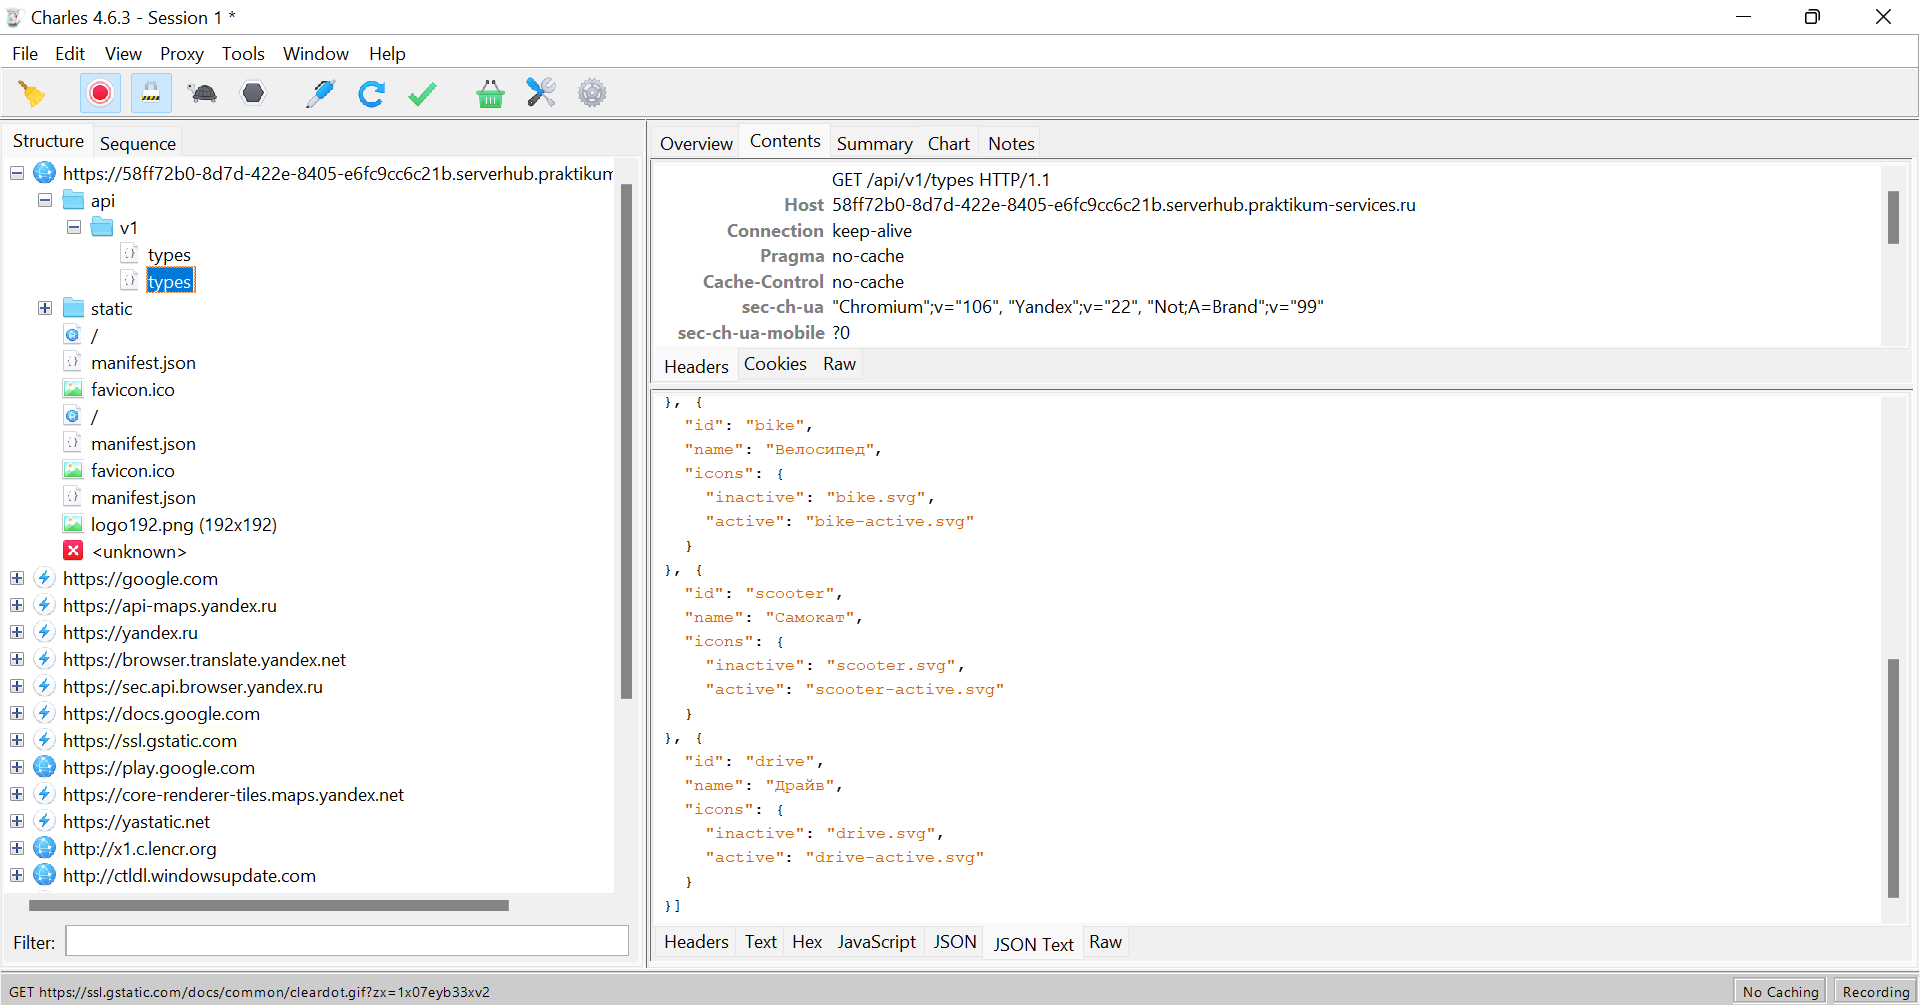 Charles 4.6.3 - Session 1 *
File Edit View Proxy Tools Window Help
Structure Sequence
https://58ff72b0-8d7d-422e-8405-e6fc9cc6c21b.serverhub.praktikum
api
v1
types
types
static
/
manifest.json
favicon.ico
/
manifest.json
favicon.ico
manifest.json
logo192.png (192x192)
<unknown>
https://google.com
https://api-maps.yandex.ru
https://yandex.ru
https://browser.translate.yandex.net
https://sec.api.browser.yandex.ru
https://docs.google.com
https://ssl.gstatic.com
https://play.google.com
https://core-renderer-tiles.maps.yandex.net
https://yastatic.net
http://x1.c.lencr.org
http://ctldl.windowsupdate.com
Filter:
Overview Contents Summary Chart Notes
GET /api/v1/types HTTP/1.1
Host 58ff72b0-8d7d-422e-8405-e6fc9cc6c21b.serverhub.praktikum-services.ru
Connection keep-alive
Pragma no-cache
Cache-Control no-cache
sec-ch-ua "Chromium";v="106", "Yandex";v="22", "Not;A=Brand";v="99"
sec-ch-ua-mobile ?0
Headers Cookies Raw
}, {
"id": "bike",
"name": "Велосипед",
"icons": {
"inactive": "bike.svg",
"active": "bike-active.svg"
}
}, {
"id": "scooter",
"name": "Самокат",
"icons": {
"inactive": "scooter.svg",
"active": "scooter-active.svg"
}
}, {
"id": "drive",
"name": "Драйв",
"icons": {
"inactive": "drive.svg",
"active": "drive-active.svg"
}
}]
Headers Text Hex JavaScript JSON JSON Text Raw
GET https://ssl.gstatic.com/docs/common/cleardot.gif?zx=1x07eyb33xv2
No Caching Recording